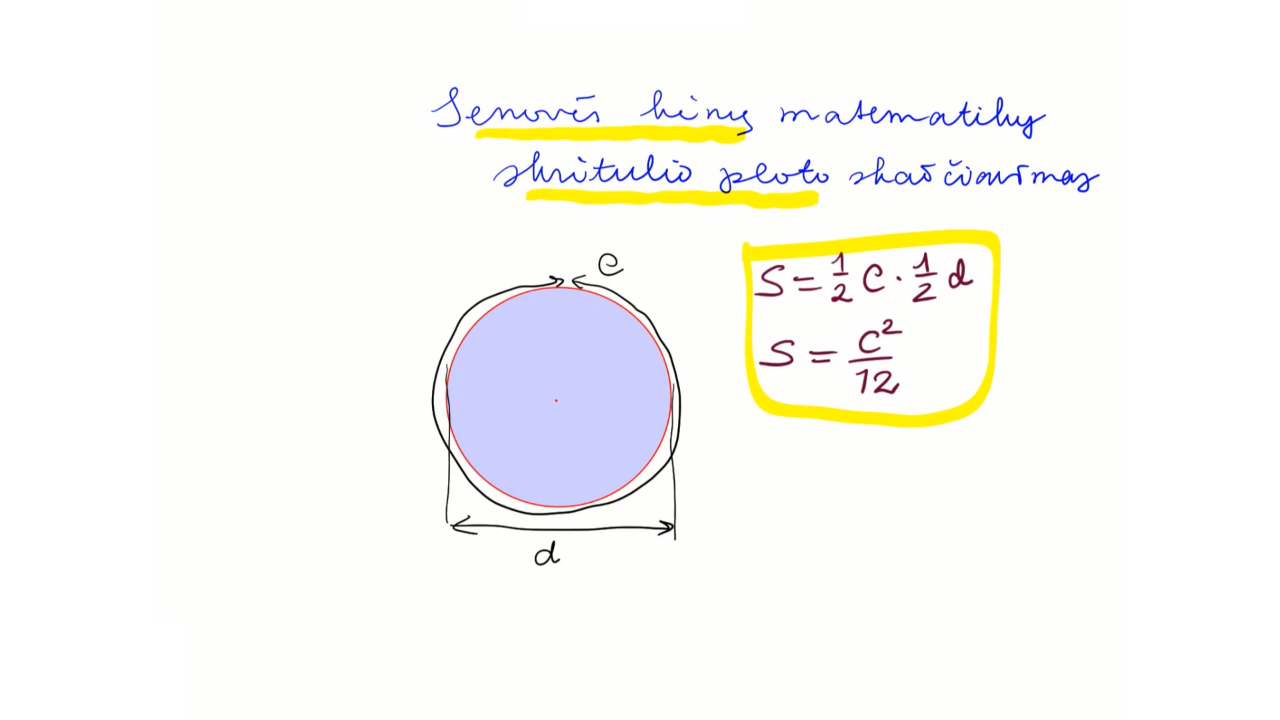 Senovės kinų matematikų
skritulio ploto skaičiavimas
C
S = 1/2 C · 1/2 d
S = C²/12
d